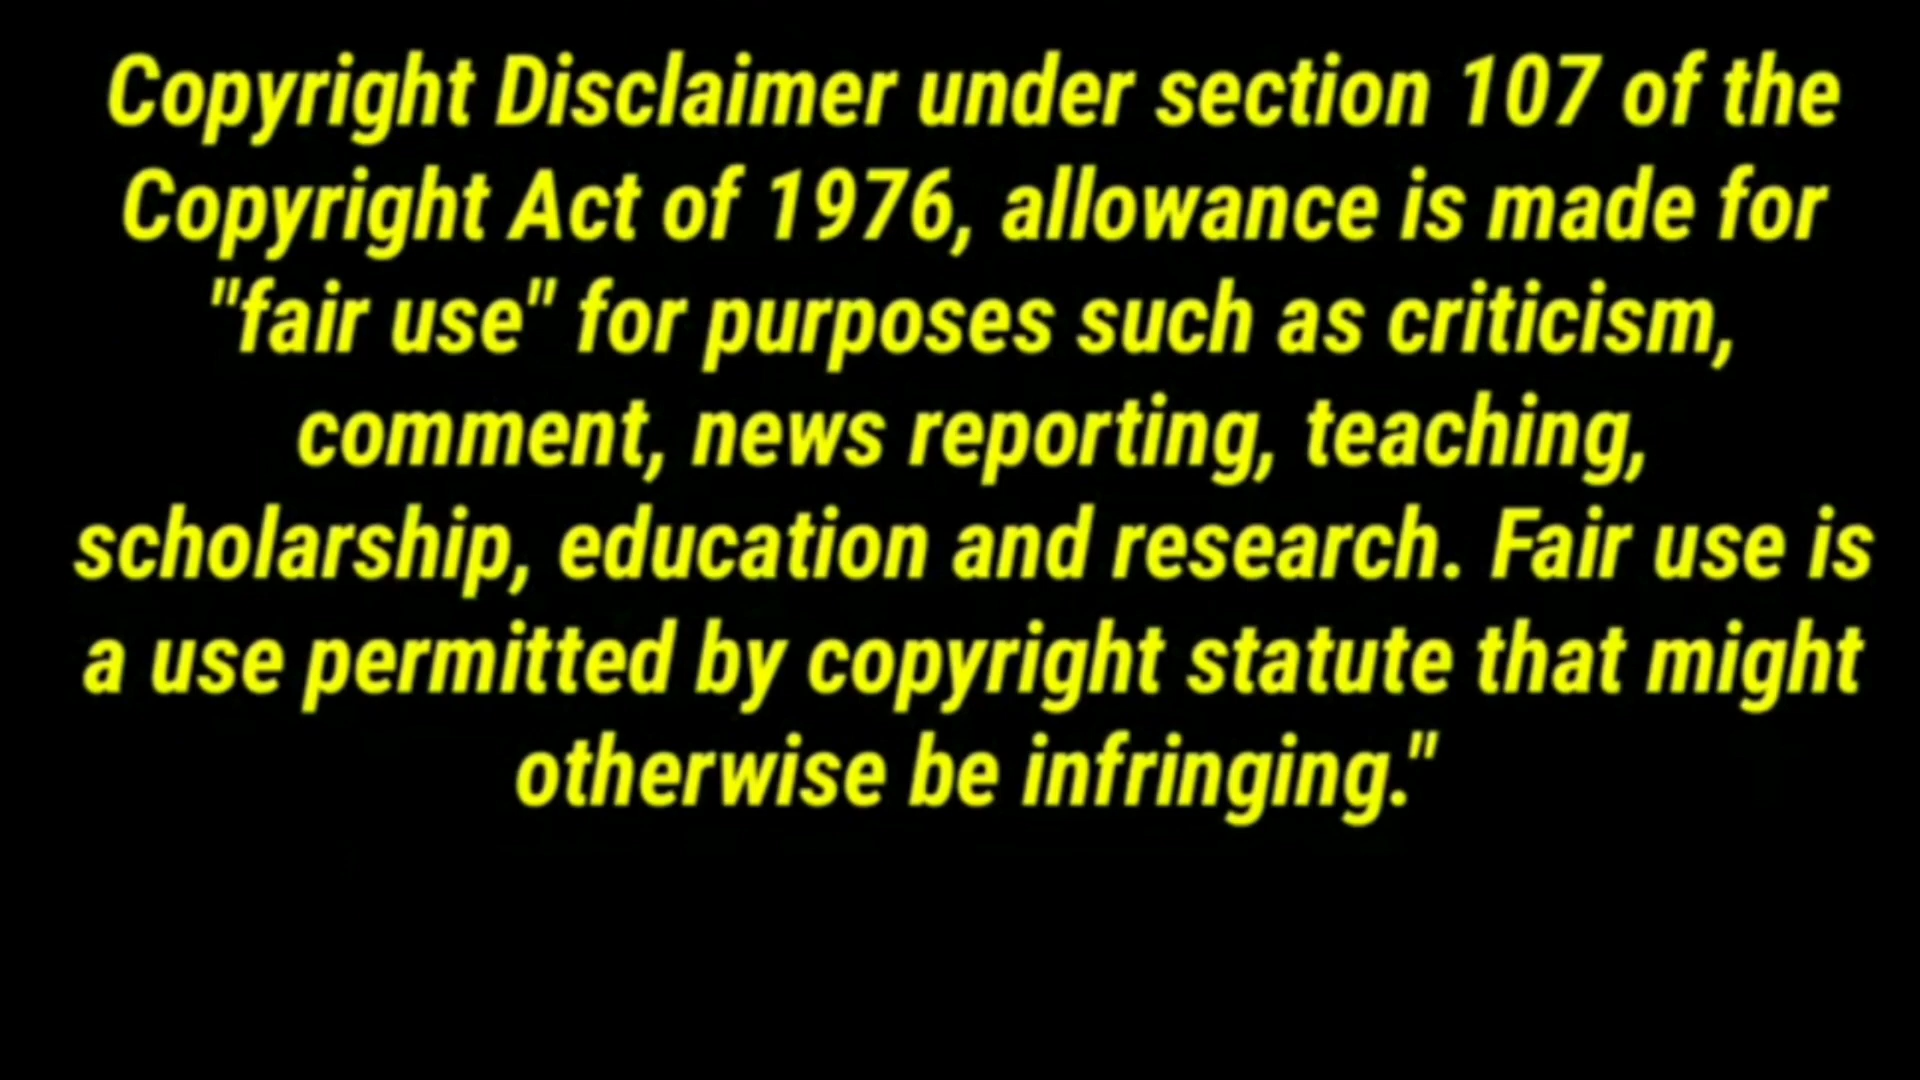 Copyright Disclaimer under section 107 of the
Copyright Act of 1976, allowance is made for
"fair use" for purposes such as criticism,
comment, news reporting, teaching,
scholarship, education and research. Fair use is
a use permitted by copyright statute that might
otherwise be infringing."